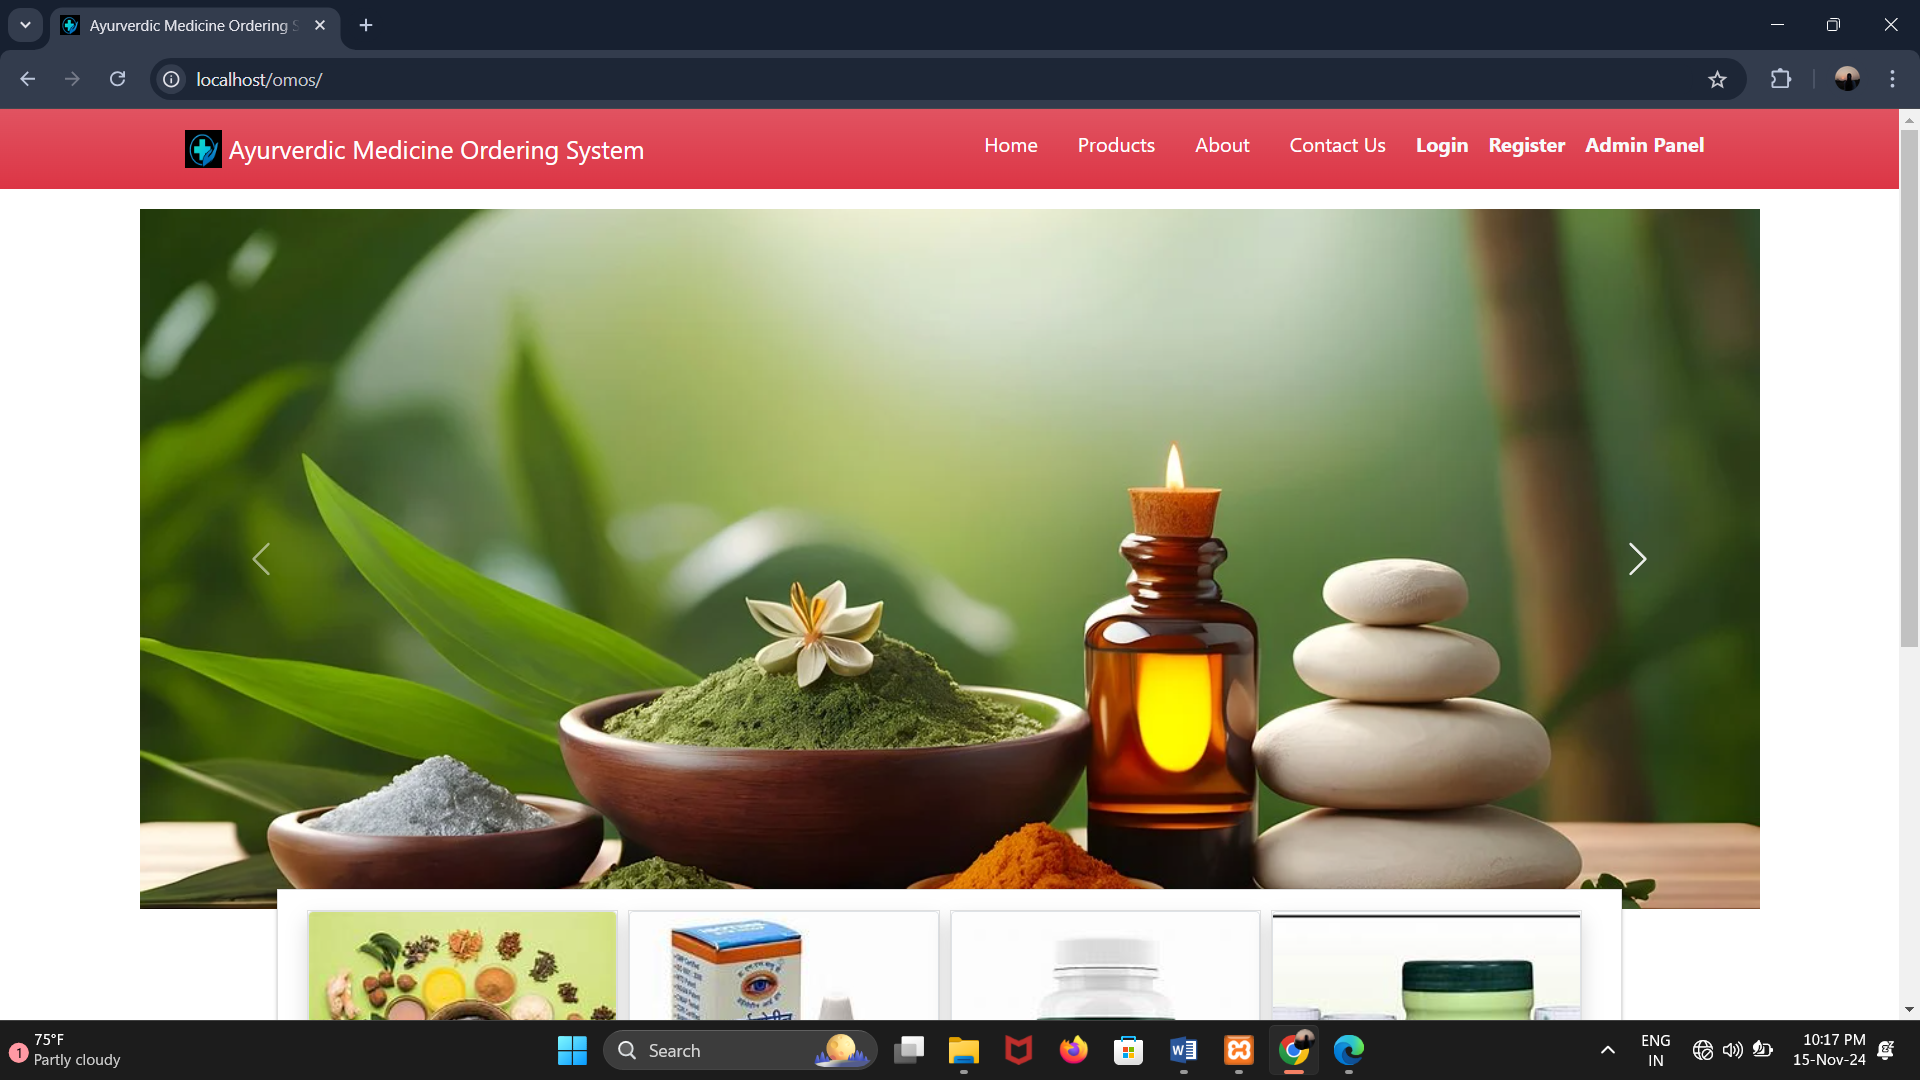 Ayurverdic Medicine Ordering S
localhost/omos/
Ayurverdic Medicine Ordering System
Home Products About Contact Us Login Register Admin Panel
1
75°F
Partly cloudy
Search
ENG
IN
10:17 PM
15-Nov-24